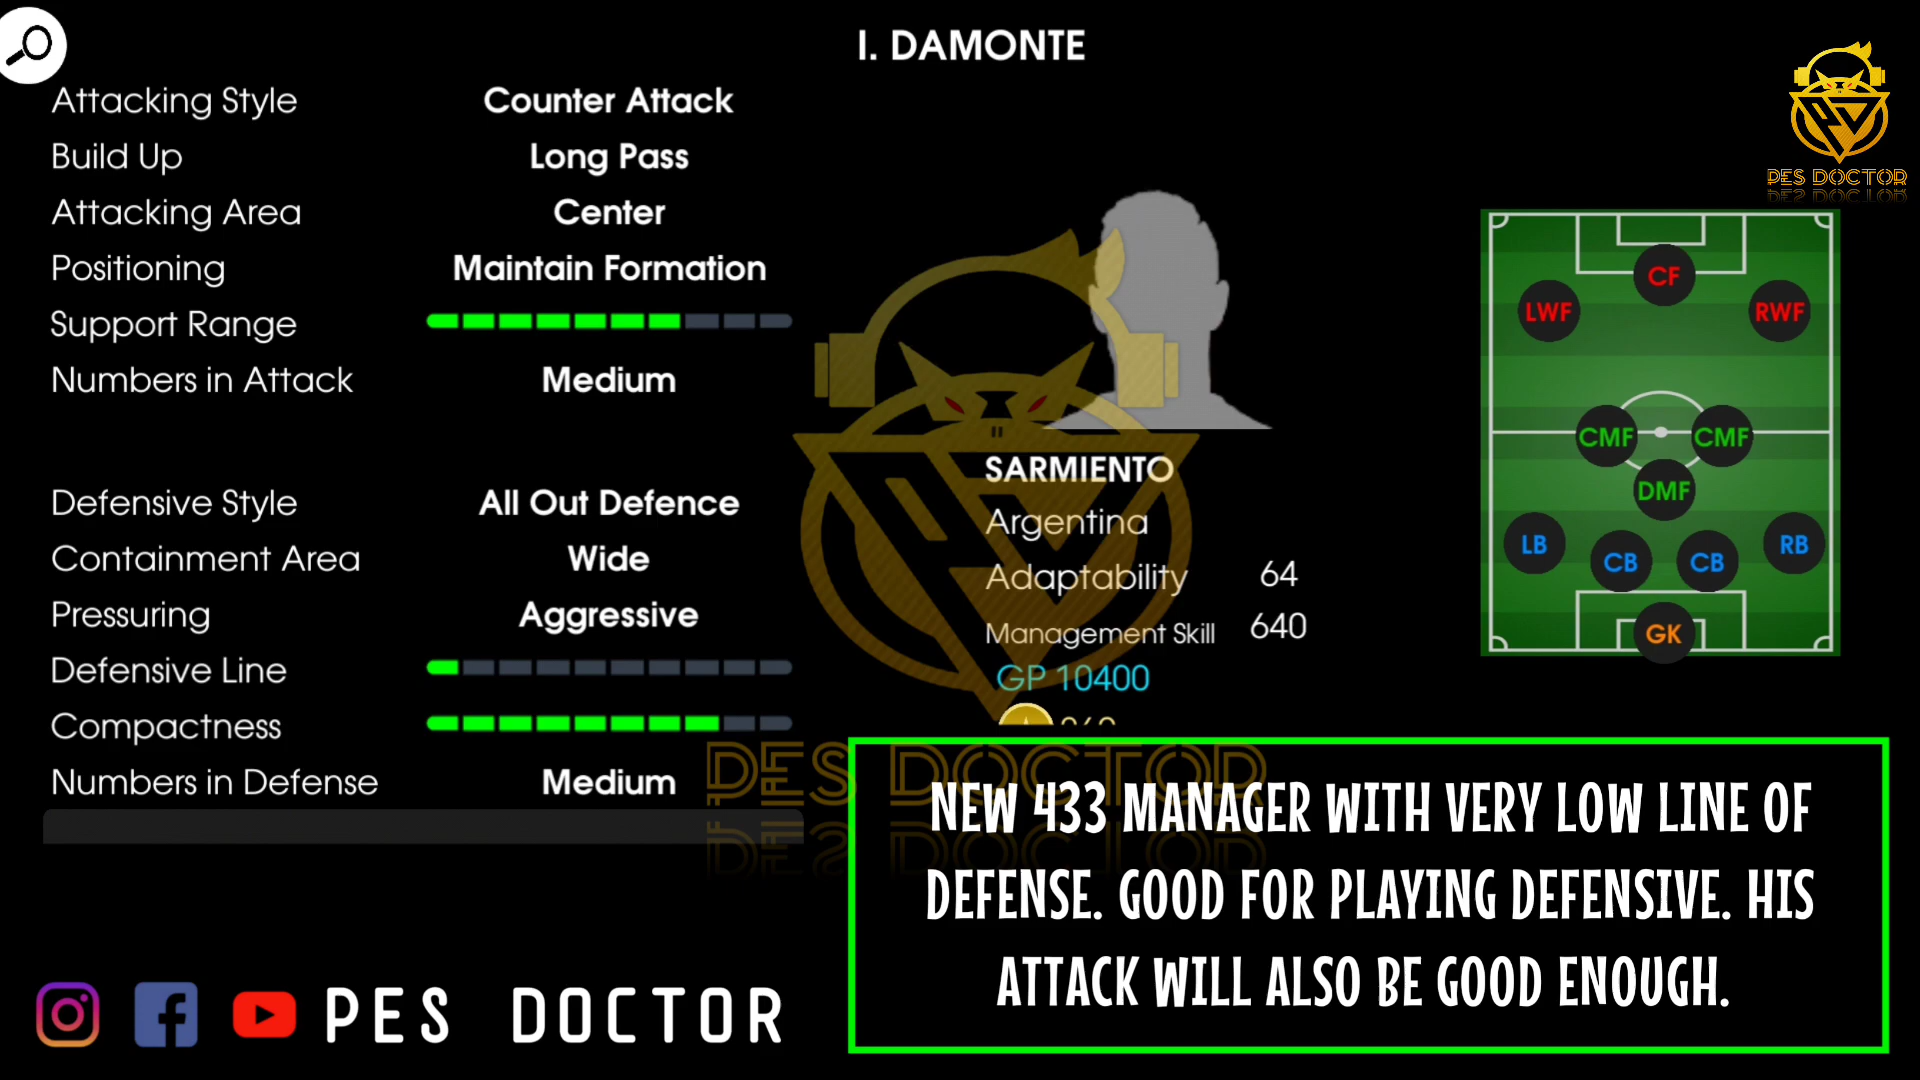 I. DAMONTE
Attacking Style Counter Attack
Build Up Long Pass
Attacking Area Center
Positioning Maintain Formation
Support Range
Numbers in Attack Medium
Defensive Style All Out Defence
Containment Area Wide
Pressuring Aggressive
Defensive Line
Compactness
Numbers in Defense Medium
SARMIENTO
Argentina
Adaptability 64
Management Skill 640
GP 10400
PES DOCTOR
CF
LWF RWF
CMF CMF
DMF
LB CB CB RB
GK
PES DOCTOR
NEW 433 MANAGER WITH VERY LOW LINE OF
DEFENSE. GOOD FOR PLAYING DEFENSIVE. HIS
ATTACK WILL ALSO BE GOOD ENOUGH.
PES DOCTOR